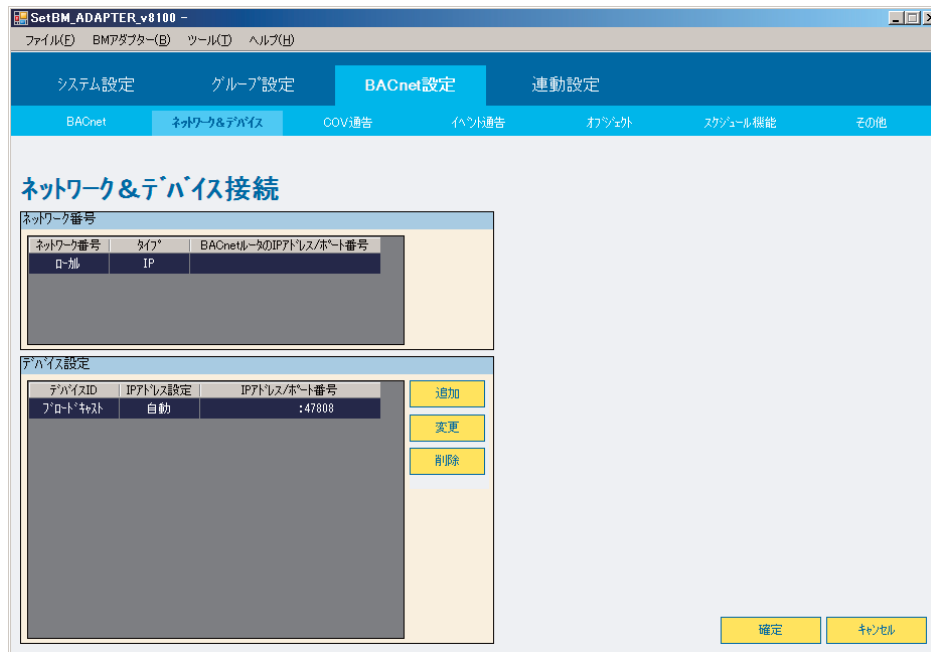 SetBM_ADAPTER_v8100 −
ファイル(F) BMアダプター(B) ツール(T) ヘルプ(H)
システム設定 グループ設定 BACnet設定 連動設定
BACnet ネットワーク&デバイス COV通告 イベント通告 オブジェクト スケジュール機能 その他
ネットワーク&デバイス接続
ネットワーク番号
ネットワーク番号 タイプ BACnetルータのIPアドレス/ポート番号
ローカル IP
デバイス設定
デバイスID IPアドレス設定 IPアドレス/ポート番号
ブロードキャスト 自動 :47808
追加
変更
削除
確定 キャンセル